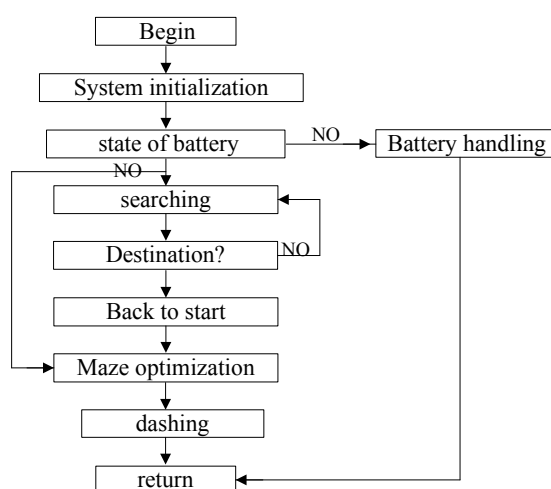 Begin
System initialization
state of battery
NO
Battery handling
NO
searching
Destination?
NO
Back to start
Maze optimization
dashing
return